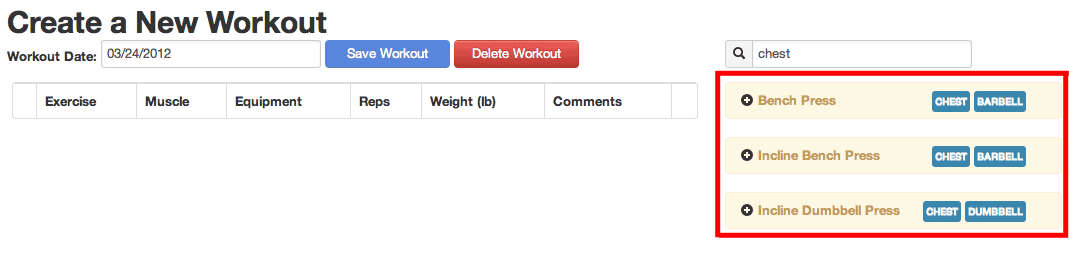 Create a New Workout
Workout Date: 03/24/2012 Save Workout Delete Workout
chest
Exercise Muscle Equipment Reps Weight (lb) Comments
Bench Press CHEST BARBELL
Incline Bench Press CHEST BARBELL
Incline Dumbbell Press CHEST DUMBBELL